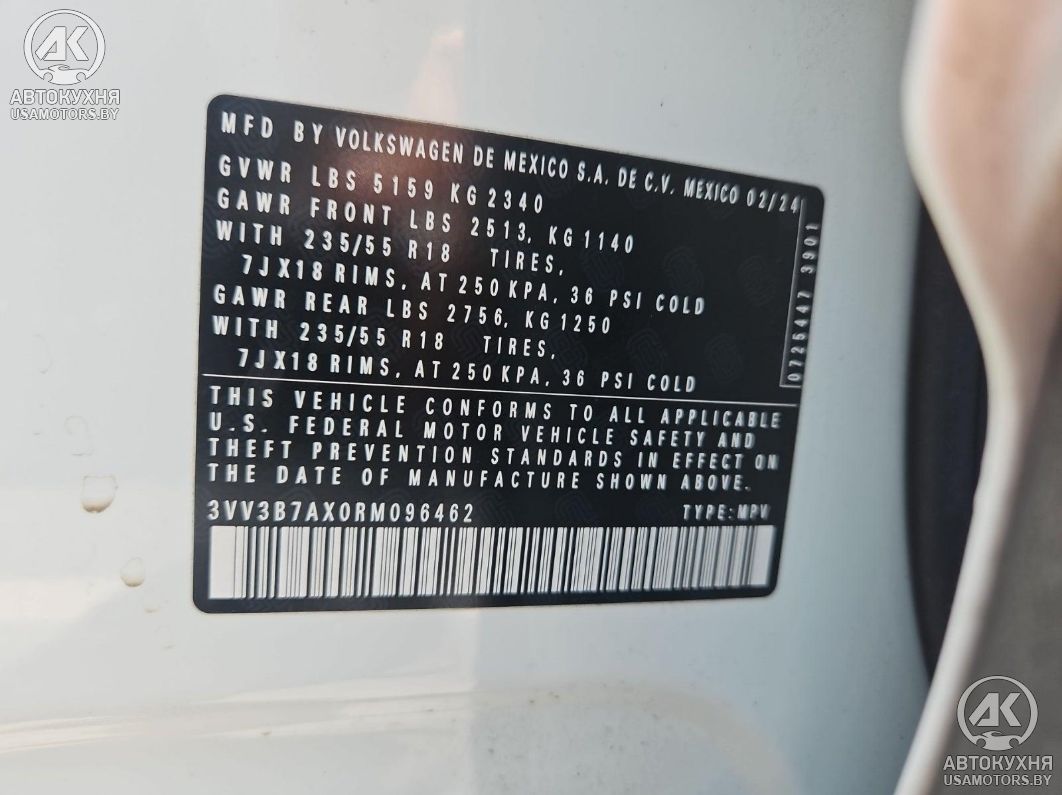 AK
АВТОКУХНЯ
USAMOTORS.BY
MFD BY VOLKSWAGEN DE MEXICO S.A. DE C.V. MEXICO 02/24
GVWR LBS 5159 KG 2340
GAWR FRONT LBS 2513, KG 1140
WITH 235/55 R18 TIRES,
7JX18 RIMS, AT 250 KPA, 36 PSI COLD
GAWR REAR LBS 2756, KG 1250
WITH 235/55 R18 TIRES,
7JX18 RIMS, AT 250 KPA, 36 PSI COLD
0725447 3901
THIS VEHICLE CONFORMS TO ALL APPLICABLE
U.S. FEDERAL MOTOR VEHICLE SAFETY AND
THEFT PREVENTION STANDARDS IN EFFECT ON
THE DATE OF MANUFACTURE SHOWN ABOVE.
3VV3B7AX0RM096462 TYPE:MPV
AK
АВТОКУХНЯ
USAMOTORS.BY